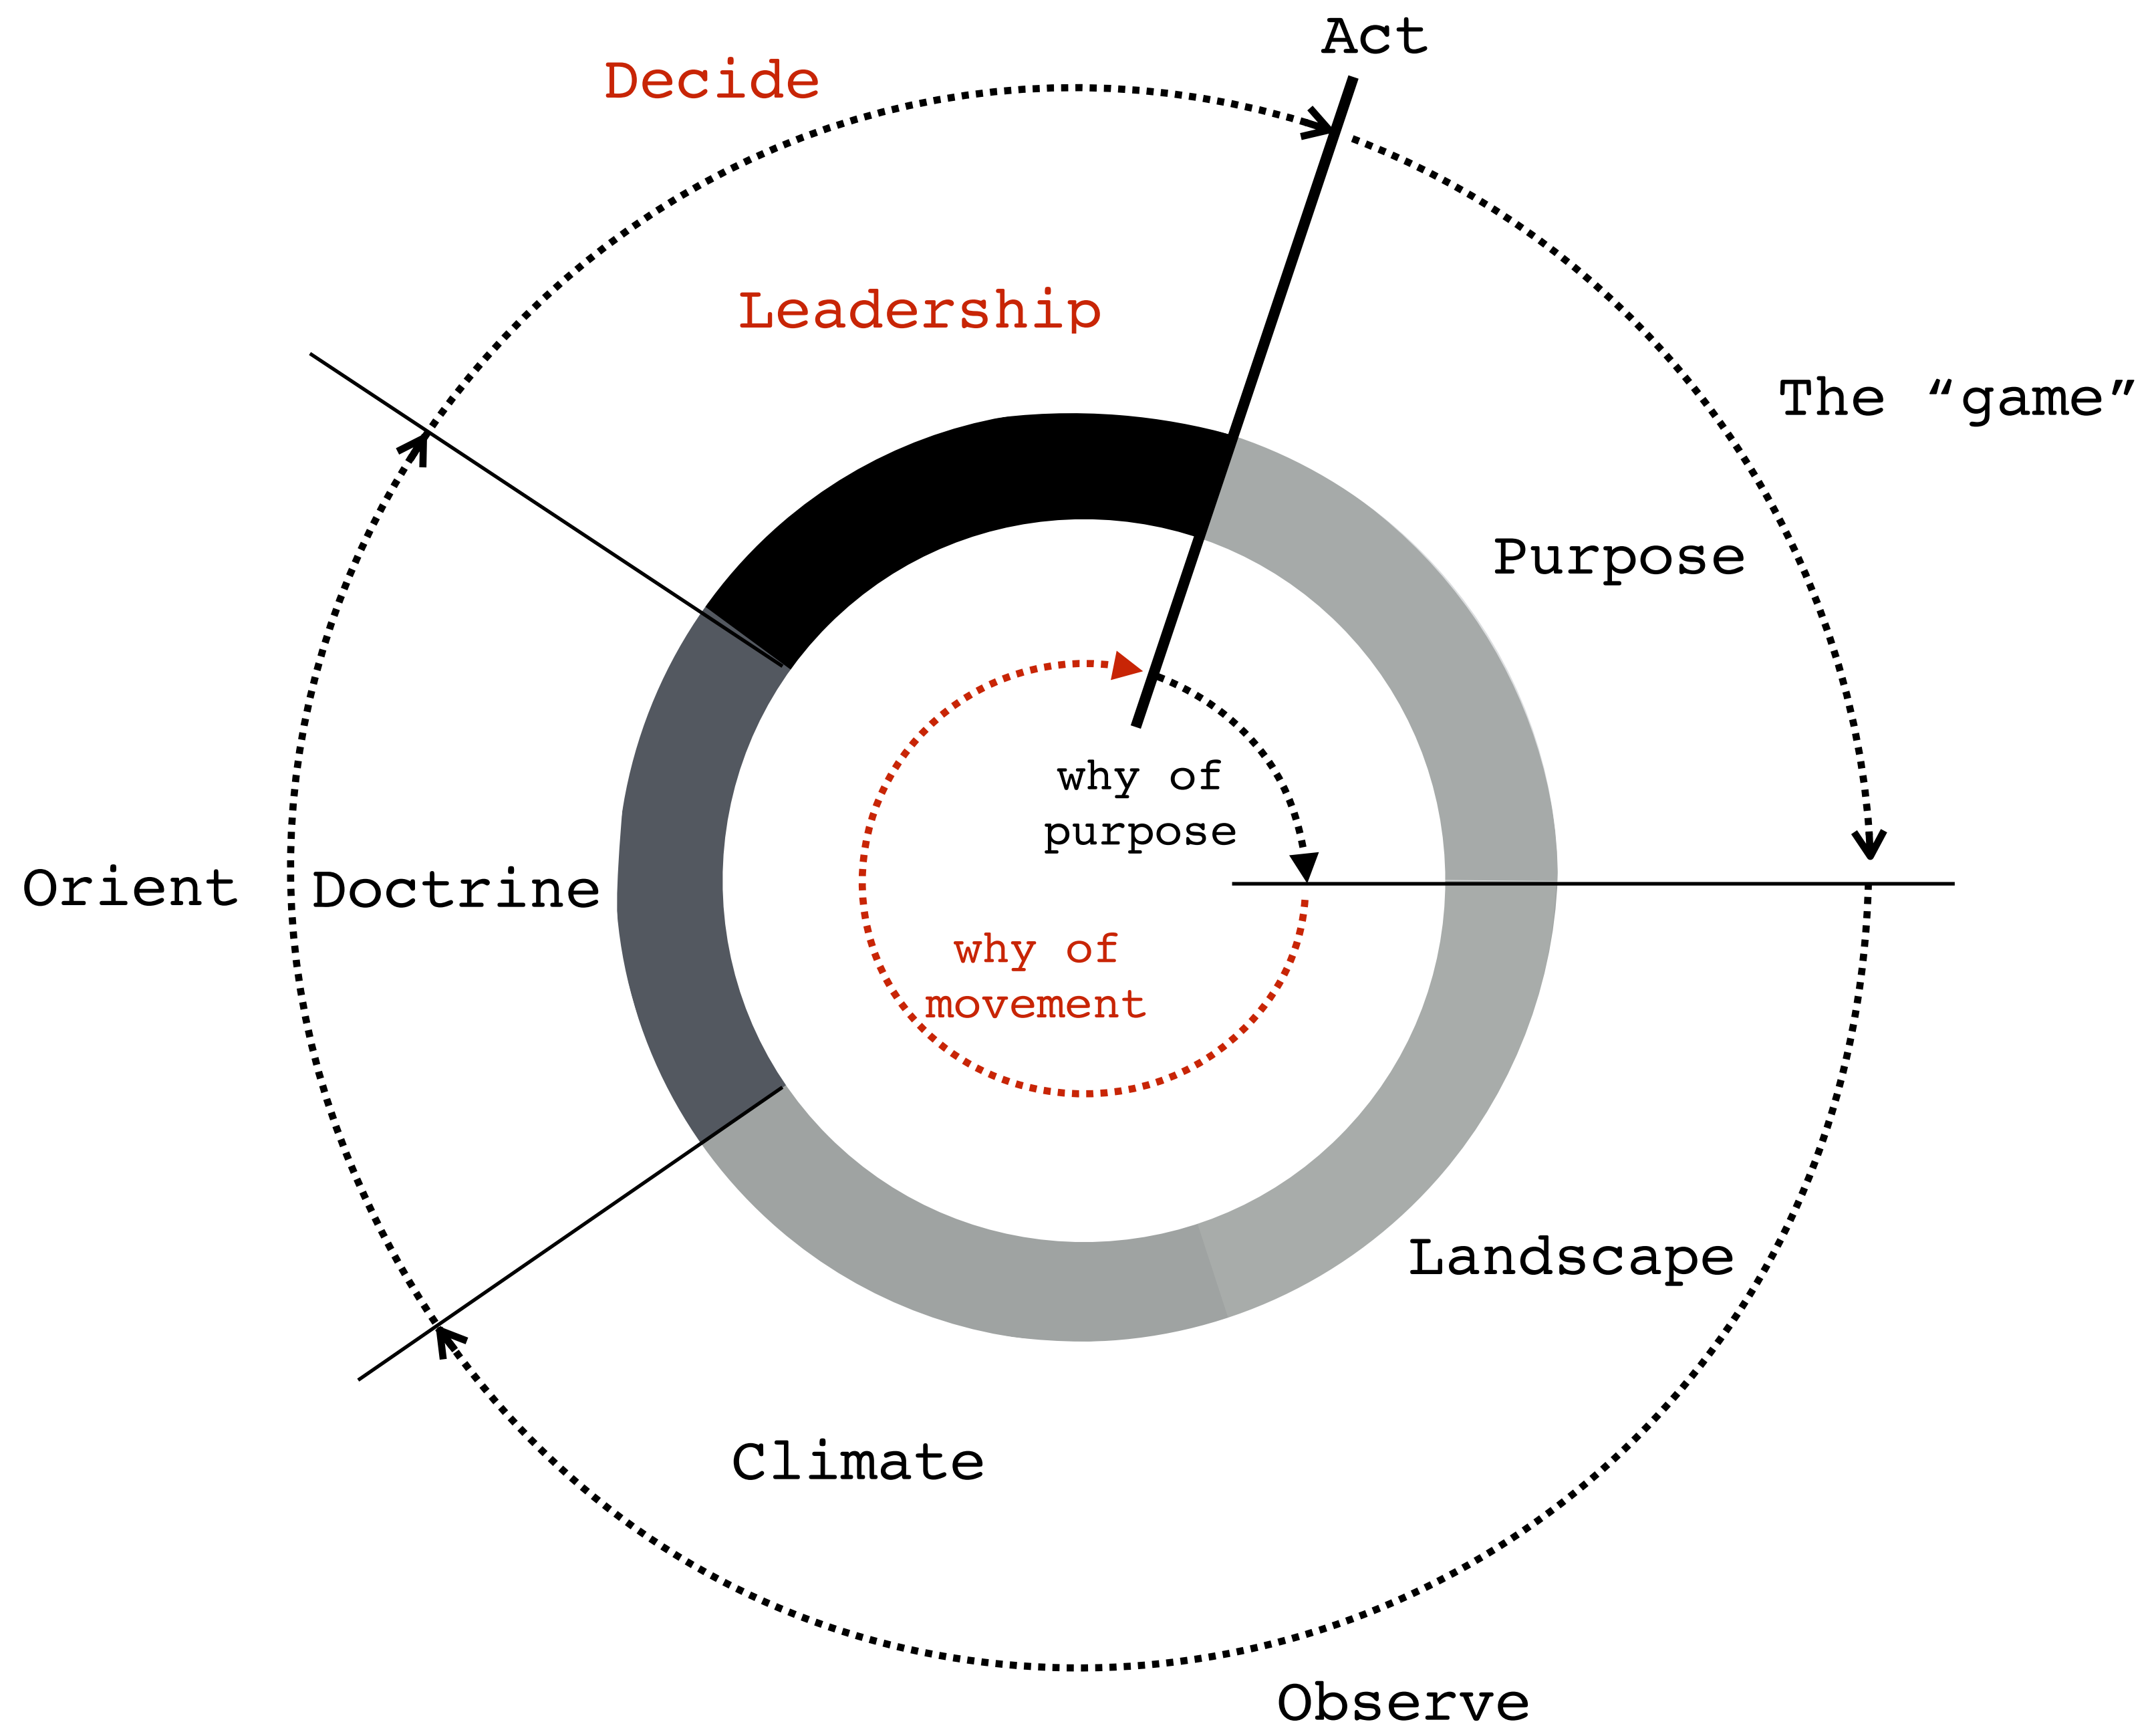 Act
Decide
Leadership
The “game”
Purpose
why of
purpose
Orient
Doctrine
why of
movement
Landscape
Climate
Observe